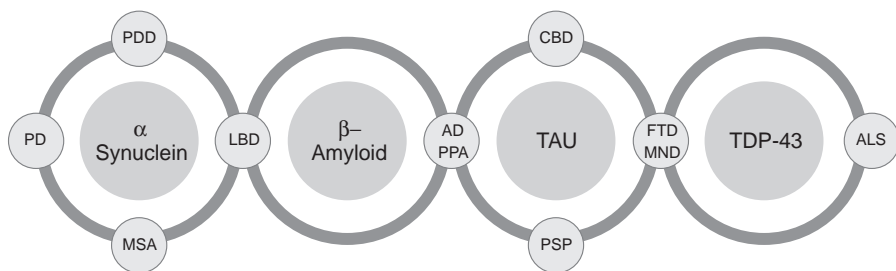 PDD
CBD
PD
α
Synuclein
LBD
β–
Amyloid
AD
PPA
TAU
FTD
MND
TDP-43
ALS
MSA
PSP